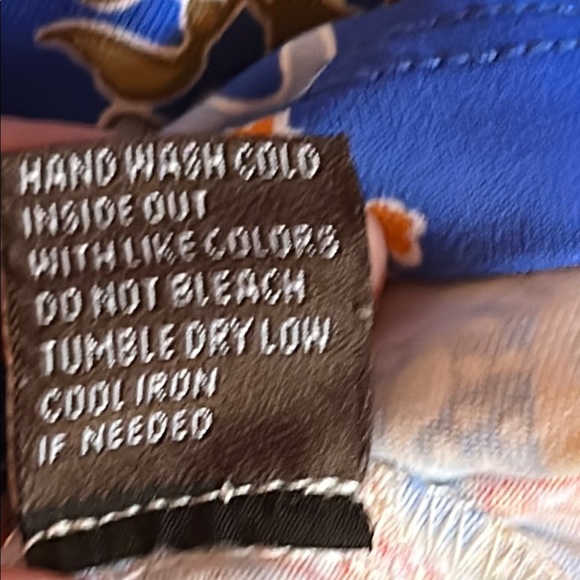 HAND WASH COLD
INSIDE OUT
WITH LIKE COLORS
DO NOT BLEACH
TUMBLE DRY LOW
COOL IRON
IF NEEDED